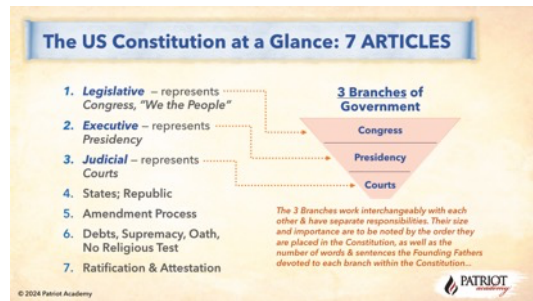 The US Constitution at a Glance: 7 ARTICLES
1. Legislative – represents
Congress, "We the People"
2. Executive – represents
Presidency
3. Judicial – represents
Courts
4. States; Republic
5. Amendment Process
6. Debts, Supremacy, Oath,
No Religious Test
7. Ratification & Attestation
3 Branches of
Government
Congress
Presidency
Courts
The 3 Branches work interchangeably with each
other & have separate responsibilities. Their size
and importance are to be noted by the order they
are placed in the Constitution, as well as the
number of words & sentences the Founding Fathers
devoted to each branch within the Constitution...
© 2024 Patriot Academy
PATRIOT
academy